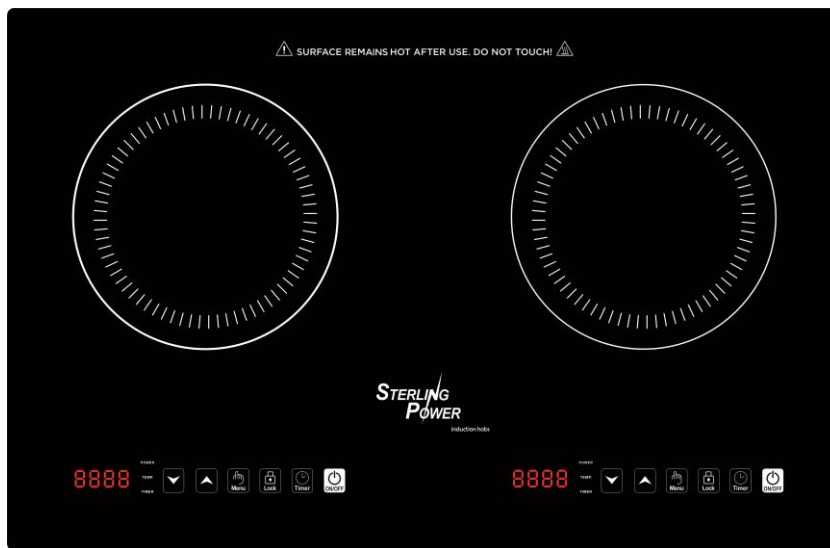 SURFACE REMAINS HOT AFTER USE. DO NOT TOUCH!
STERLING
POWER
induction hobs
8888
POWER
TEMP.
TIMER
Menu
Lock
Timer
ON/OFF
8888
POWER
TEMP.
TIMER
Menu
Lock
Timer
ON/OFF